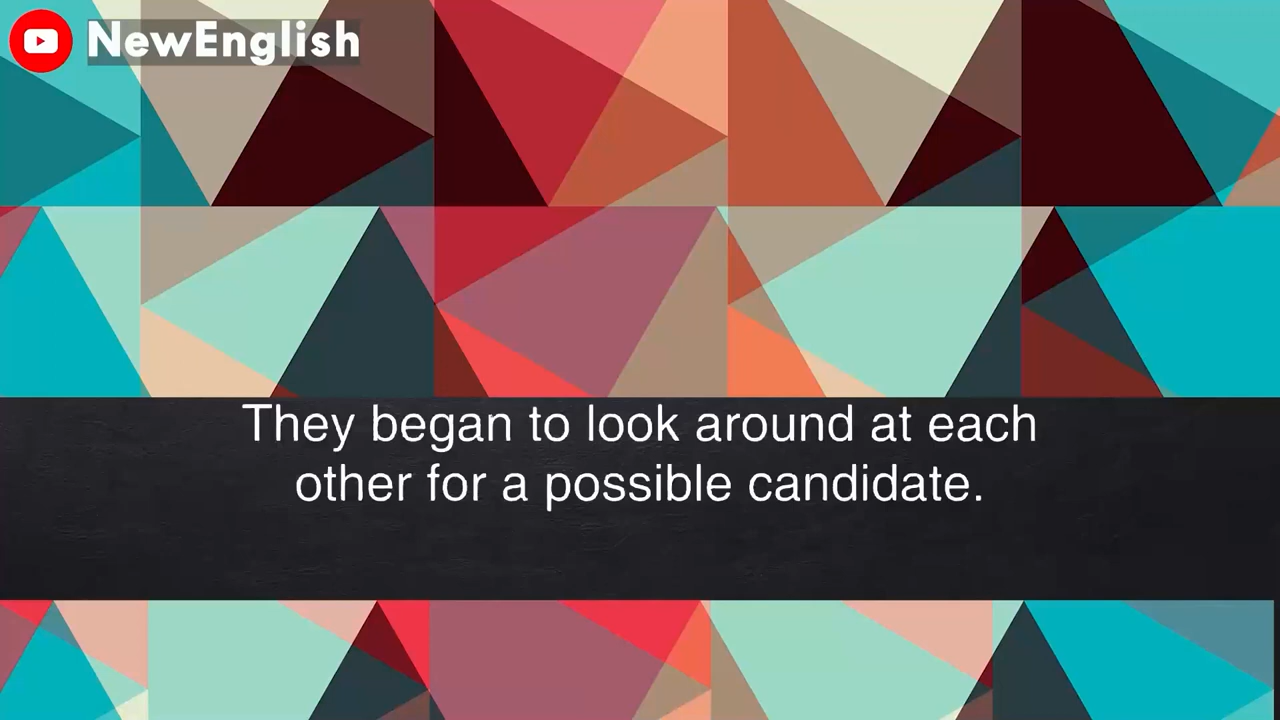 NewEnglish
They began to look around at each
other for a possible candidate.